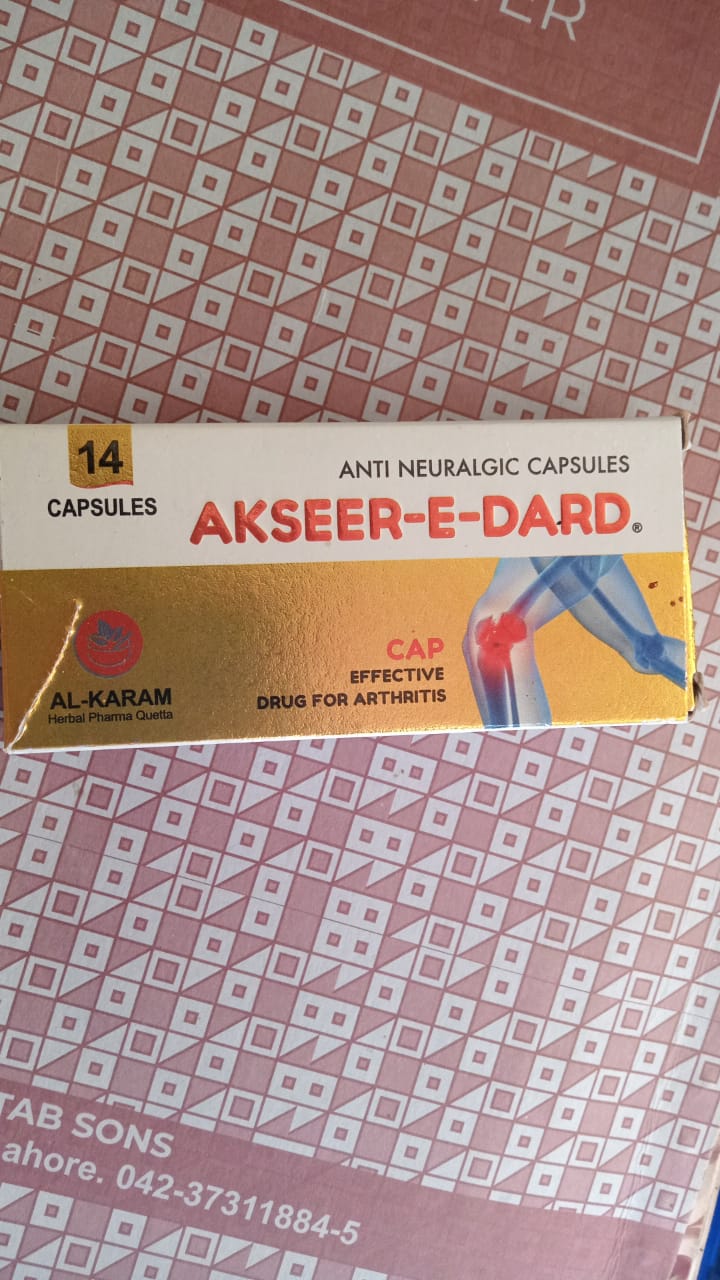 14
CAPSULES
ANTI NEURALGIC CAPSULES
AKSEER-E-DARD®
CAP
EFFECTIVE
DRUG FOR ARTHRITIS
AL-KARAM
Herbal Pharma Quetta
TAB SONS
ahore. 042-37311884-5